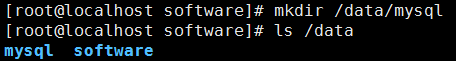 [root@localhost software]# mkdir /data/mysql
[root@localhost software]# ls /data
mysql  software